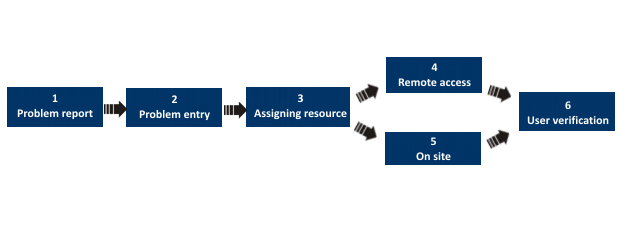 1
Problem report
2
Problem entry
3
Assigning resource
4
Remote access
5
On site
6
User verification